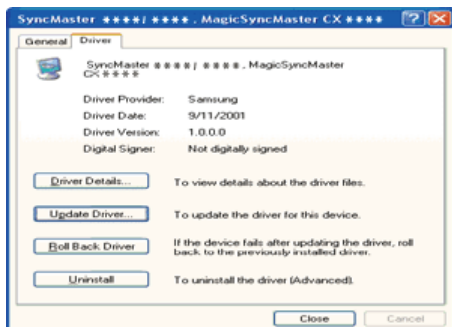 SyncMaster ****/ ****, MagicSyncMaster CX ****
General
Driver
SyncMaster ****/ ****, MagicSyncMaster
CX ****
Driver Provider: Samsung
Driver Date: 9/11/2001
Driver Version: 1.0.0.0
Digital Signer: Not digitally signed
Driver Details... To view details about the driver files.
Update Driver... To update the driver for this device.
Roll Back Driver If the device fails after updating the driver, roll
back to the previously installed driver.
Uninstall To uninstall the driver (Advanced).
Close Cancel